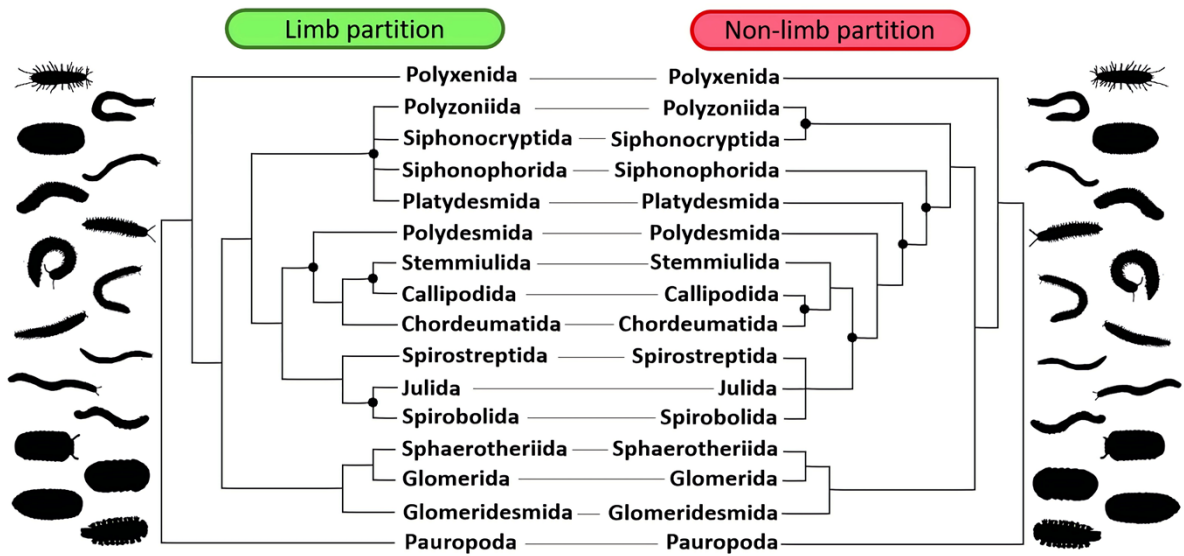 Limb partition Non-limb partition
Polyxenida Polyxenida
Polyzoniida Polyzoniida
Siphonocryptida Siphonocryptida
Siphonophorida Siphonophorida
Platydesmida Platydesmida
Polydesmida Polydesmida
Stemmiulida Stemmiulida
Callipodida Callipodida
Chordeumatida Chordeumatida
Spirostreptida Spirostreptida
Julida Julida
Spirobolida Spirobolida
Sphaerotheriida Sphaerotheriida
Glomerida Glomerida
Glomeridesmida Glomeridesmida
Pauropoda Pauropoda